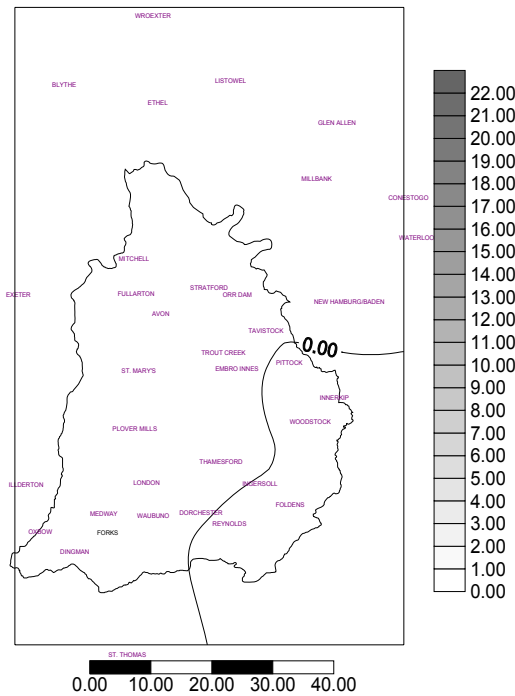 WROEXTER
BLYTHE
LISTOWEL
ETHEL
GLEN ALLEN
MILLBANK
CONESTOGO
WATERLOO
MITCHELL
EXETER
FULLARTON
STRATFORD
ORR DAM
NEW HAMBURG/BADEN
AVON
TAVISTOCK
0.00
TROUT CREEK
PITTOCK
ST. MARY'S
EMBRO INNES
INNERKIP
WOODSTOCK
PLOVER MILLS
THAMESFORD
ILLDERTON
LONDON
INGERSOLL
FOLDENS
MEDWAY
WAUBUNO
DORCHESTER
REYNOLDS
OXBOW
FORKS
DINGMAN
ST. THOMAS
0.00 10.00 20.00 30.00 40.00
22.00
21.00
20.00
19.00
18.00
17.00
16.00
15.00
14.00
13.00
12.00
11.00
10.00
9.00
8.00
7.00
6.00
5.00
4.00
3.00
2.00
1.00
0.00